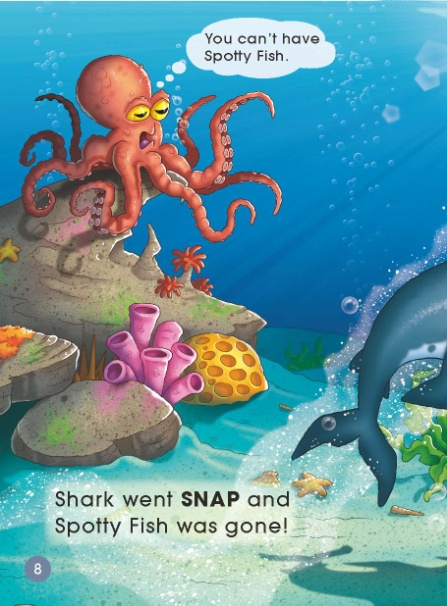 You can't have
Spotty Fish.
Shark went SNAP and
Spotty Fish was gone!
8